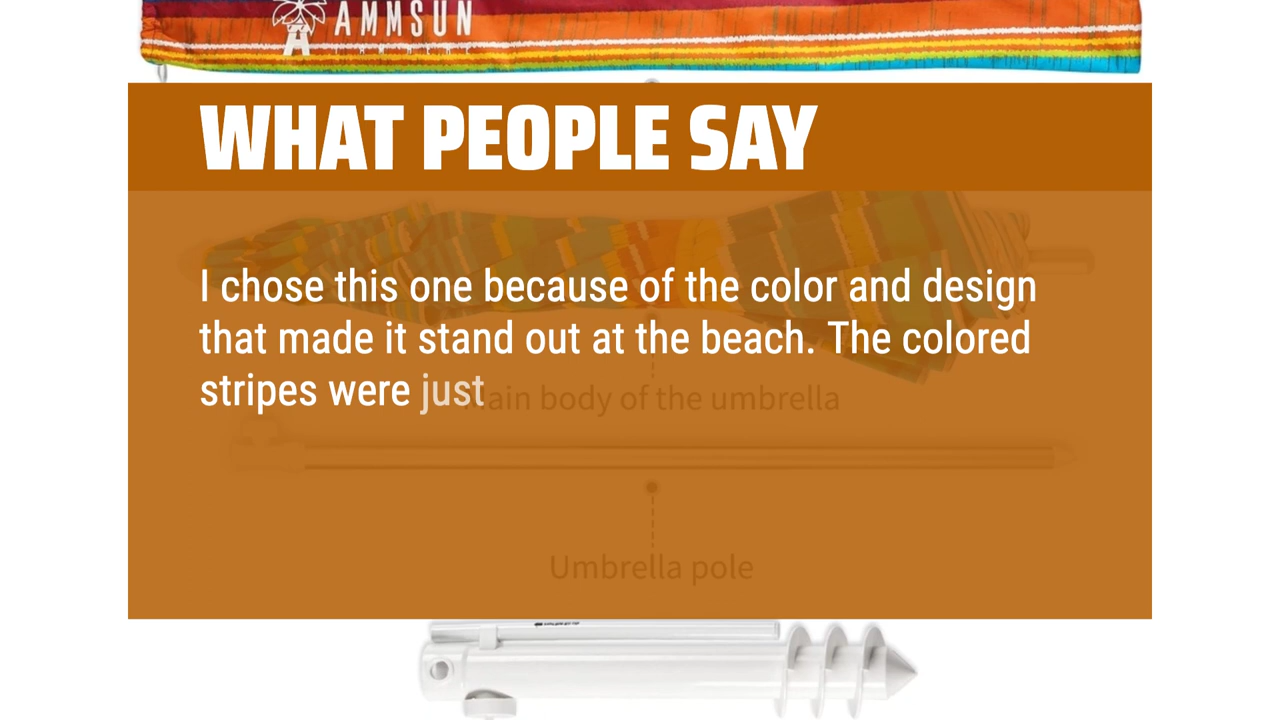 AMMSUN
WHAT PEOPLE SAY
I chose this one because of the color and design
that made it stand out at the beach. The colored
stripes were just
Main body of the umbrella
Umbrella pole